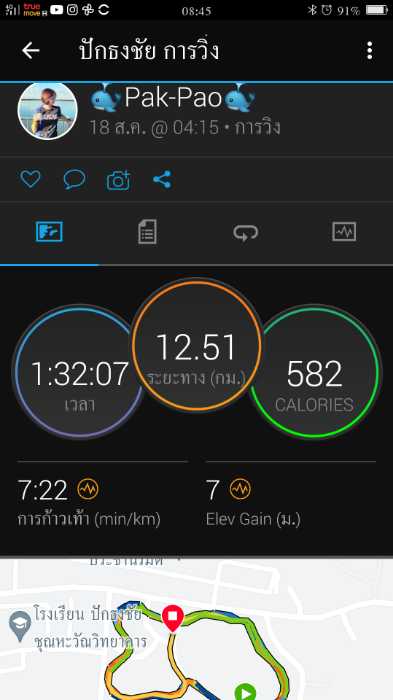 true
move H
08:45
91%
ปักธงชัย การวิ่ง
🐳Pak-Pao🐳
18 ส.ค. @ 04:15 • การวิ่ง
12.51
ระยะทาง (กม.)
1:32:07
เวลา
582
CALORIES
7:22
การก้าวเท้า (min/km)
7
Elev Gain (ม.)
โรงเรียน ปักธงชัย
ชุณหะวัณวิทยาคาร